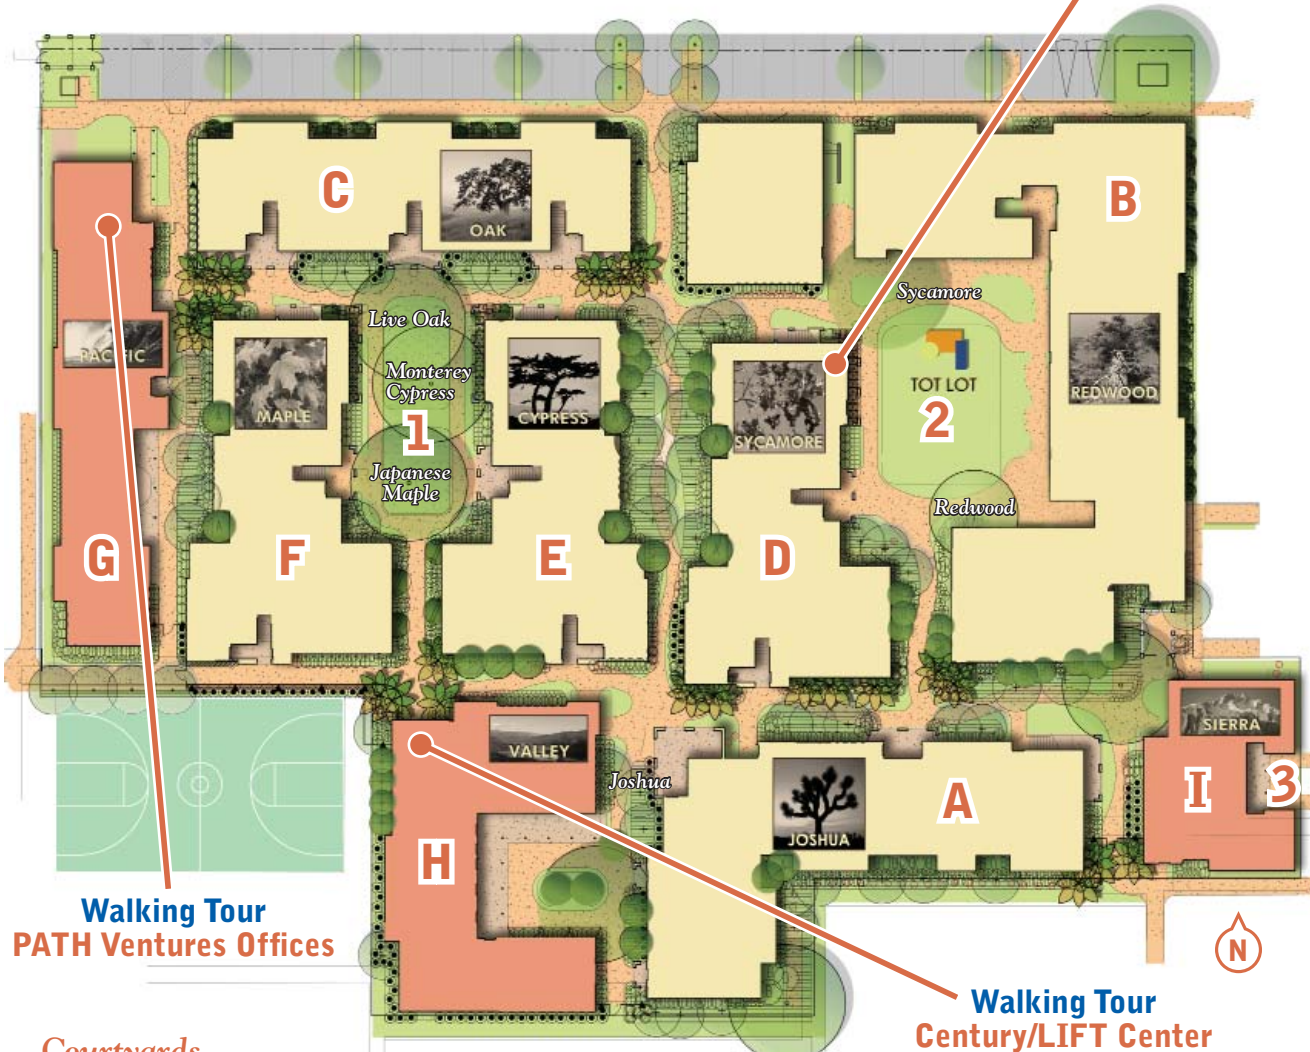 C
OAK
B
Sycamore
Live Oak
PACIFIC
Monterey
Cypress
MAPLE
CYPRESS
1
TOT LOT
2
REDWOOD
SYCAMORE
Japanese
Maple
Redwood
G
F
E
D
VALLEY
SIERRA
Joshua
JOSHUA
A
I
3
H
Walking Tour
PATH Ventures Offices
N
Walking Tour
Century/LIFT Center
Courtyards